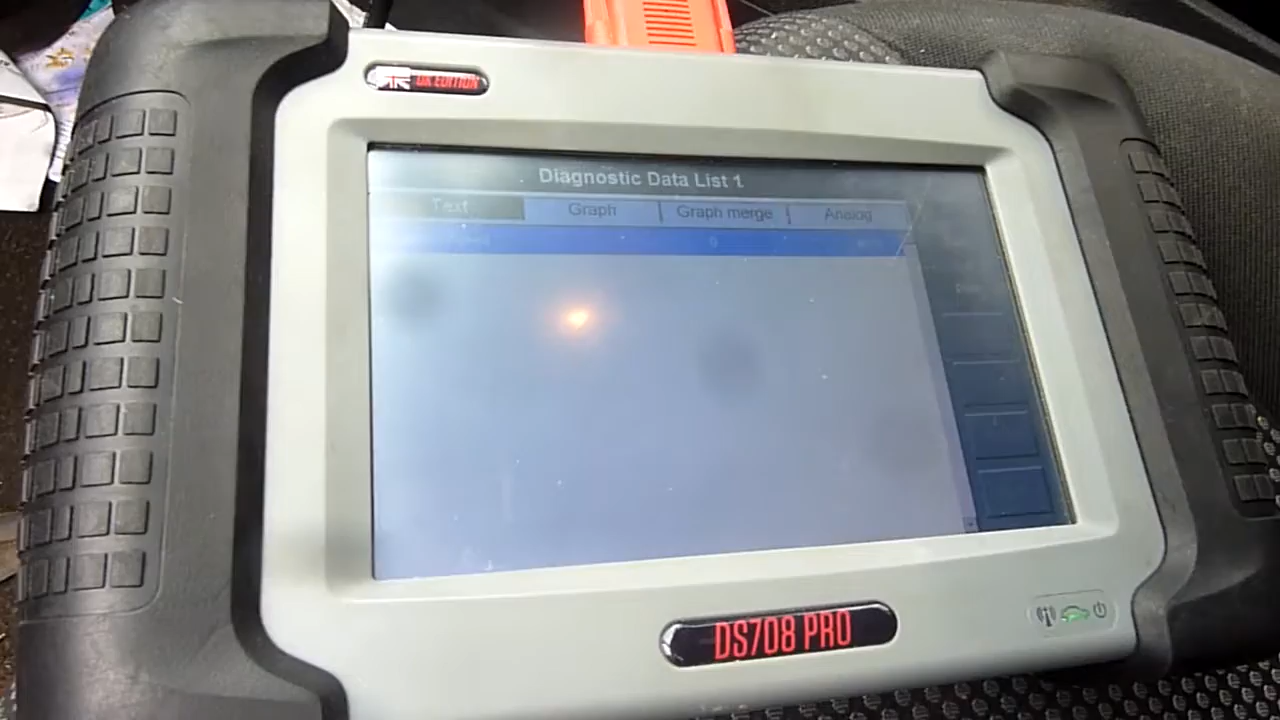 UK EDITION
Diagnostic Data List 1
Text Graph Graph merge Analog
DS708 PRO